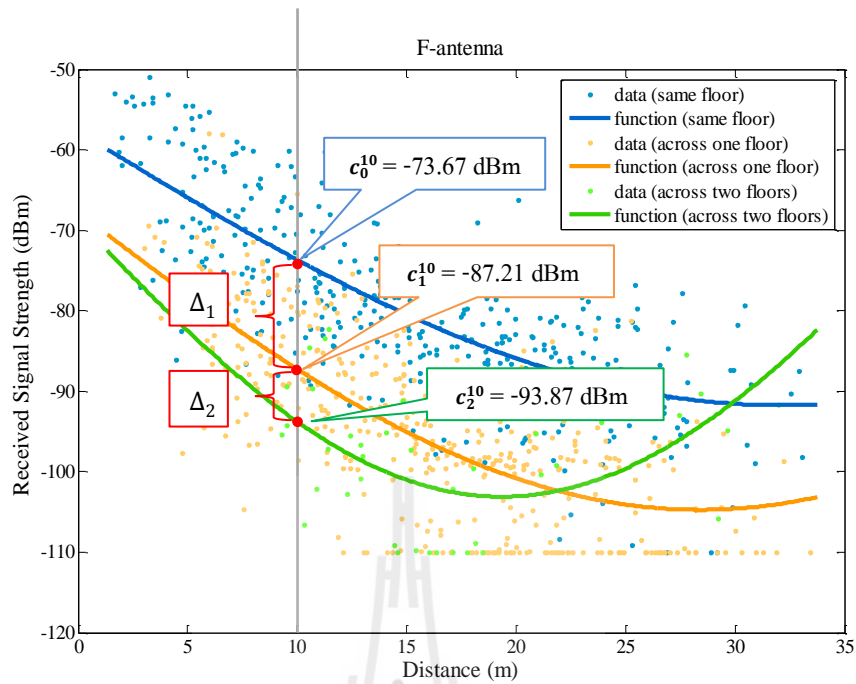 F-antenna
-50
-60
-70
-80
-90
-100
-110
-120
Received Signal Strength (dBm)
data (same floor)
function (same floor)
data (across one floor)
function (across one floor)
data (across two floors)
function (across two floors)
c₀¹⁰ = -73.67 dBm
c₁¹⁰ = -87.21 dBm
c₂¹⁰ = -93.87 dBm
Δ₁
Δ₂
0 5 10 15 20 25 30 35
Distance (m)